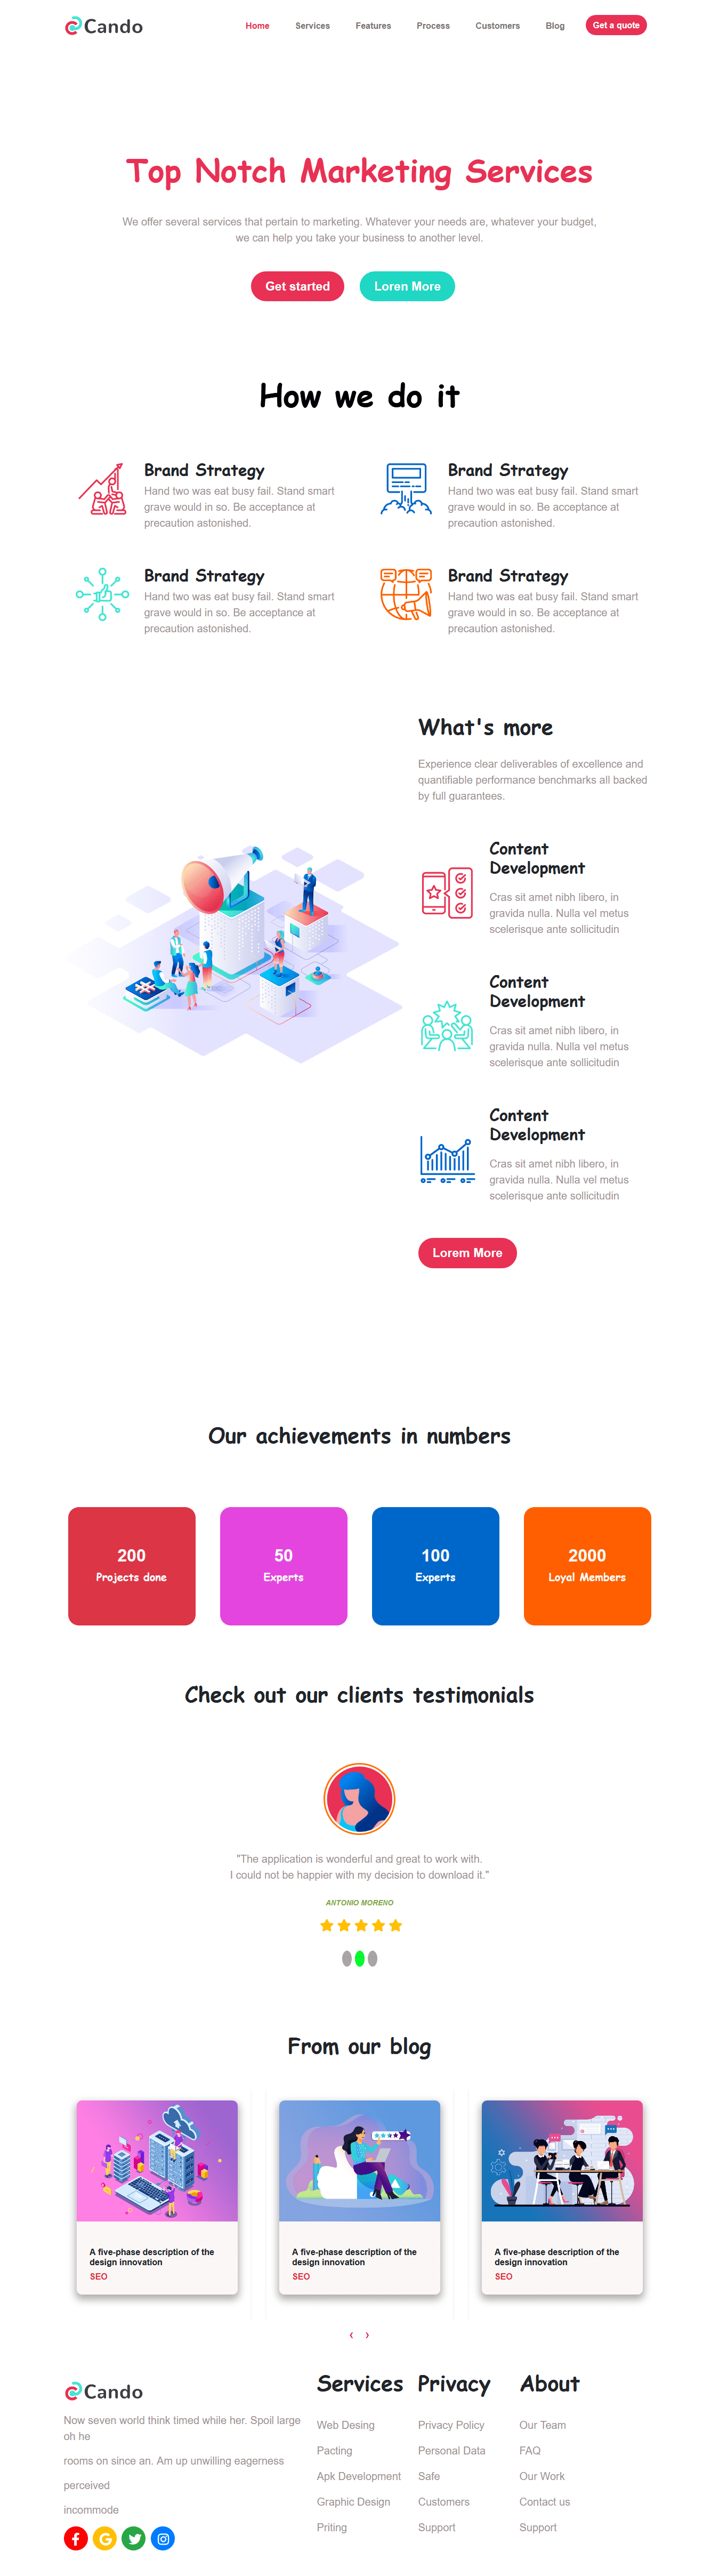 Cando
Home Services Features Process Customers Blog Get a quote
Top Notch Marketing Services
We offer several services that pertain to marketing. Whatever your needs are, whatever your budget,
we can help you take your business to another level.
Get started Loren More
How we do it
Brand Strategy
Hand two was eat busy fail. Stand smart
grave would in so. Be acceptance at
precaution astonished.
Brand Strategy
Hand two was eat busy fail. Stand smart
grave would in so. Be acceptance at
precaution astonished.
Brand Strategy
Hand two was eat busy fail. Stand smart
grave would in so. Be acceptance at
precaution astonished.
Brand Strategy
Hand two was eat busy fail. Stand smart
grave would in so. Be acceptance at
precaution astonished.
What's more
Experience clear deliverables of excellence and
quantifiable performance benchmarks all backed
by full guarantees.
Content
Development
Cras sit amet nibh libero, in
gravida nulla. Nulla vel metus
scelerisque ante sollicitudin
Content
Development
Cras sit amet nibh libero, in
gravida nulla. Nulla vel metus
scelerisque ante sollicitudin
Content
Development
Cras sit amet nibh libero, in
gravida nulla. Nulla vel metus
scelerisque ante sollicitudin
Lorem More
Our achievements in numbers
200
Projects done
50
Experts
100
Experts
2000
Loyal Members
Check out our clients testimonials
"The application is wonderful and great to work with.
I could not be happier with my decision to download it."
ANTONIO MORENO
From our blog
A five-phase description of the
design innovation
SEO
A five-phase description of the
design innovation
SEO
A five-phase description of the
design innovation
SEO
‹ ›
Cando
Now seven world think timed while her. Spoil large
oh he
rooms on since an. Am up unwilling eagerness
perceived
incommode
Services
Web Desing
Pacting
Apk Development
Graphic Design
Priting
Privacy
Privacy Policy
Personal Data
Safe
Customers
Support
About
Our Team
FAQ
Our Work
Contact us
Support